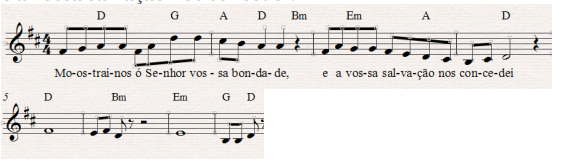 D G A D Bm Em A D
Mo-os-trai-nos ó Se-nhor vos - sa bon-da-de, e a vos-sa sal-va-ção nos con-ce-dei
5 D Bm Em G D